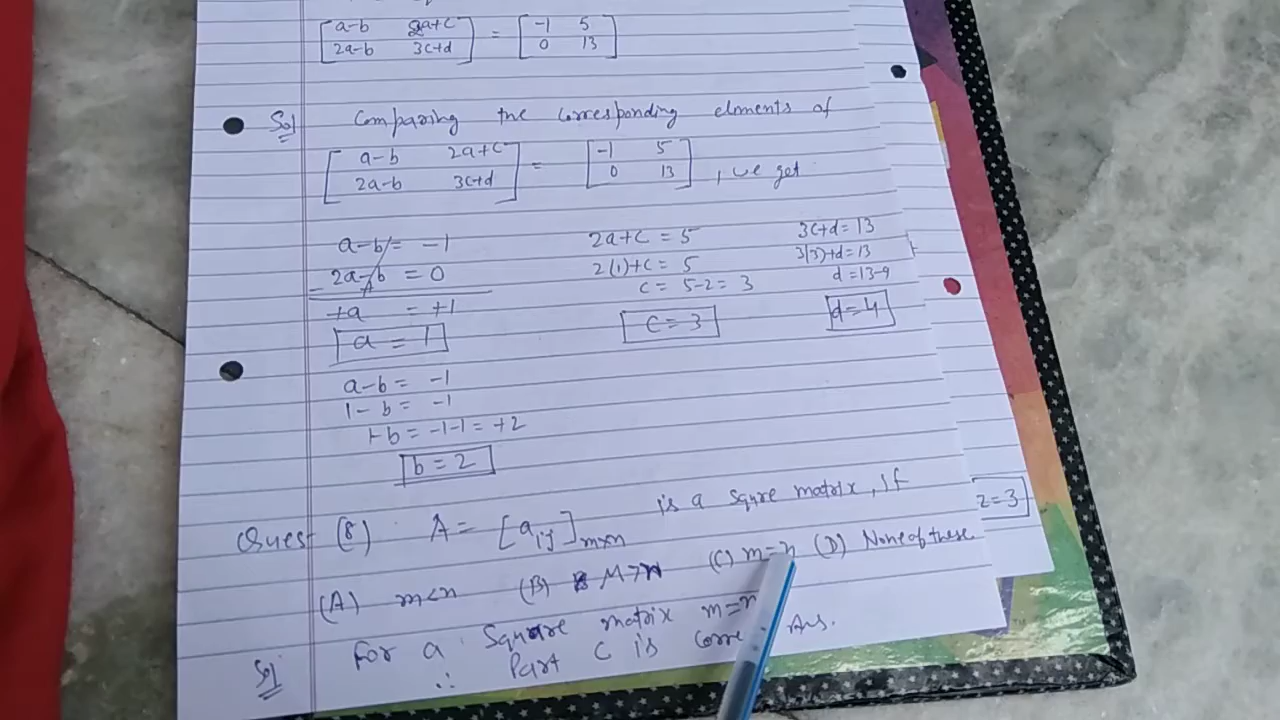 [a-b 2a+c] = [-1 5]
[2a-b 3c+d] [0 13]
Sol Comparing the corresponding elments of
[a-b 2a+c] = [-1 5]
[2a-b 3c+d] [0 13] , we get
a-b = -1 2a+c = 5 3c+d = 13
2a-b = 0 2(1)+c = 5 3(3)+d = 13
c = 5-2 = 3 d = 13-9
+a = +1 c = 3 d=4
a = 1
a-b = -1
1-b = -1
+b = -1-1 = +2
b = 2
z = 3
Ques (8) A = [aij]m×n is a squre matrix, If
(A) m<n (B) M>n (C) m=n (D) None of these
Sol For a square matrix m=n
∴ Part C is Ans.